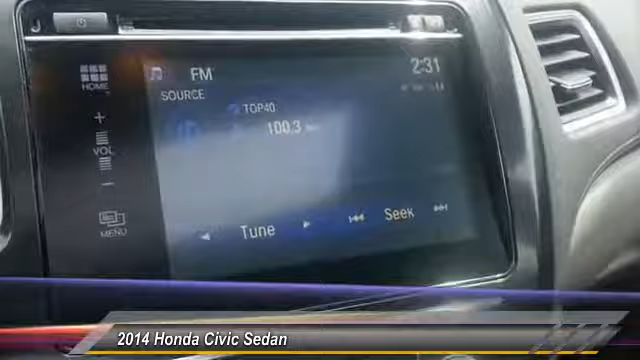 FM
2:31
HOME
SOURCE
TOP40
100.3
+
VOL
-
MENU
Tune
Seek
2014 Honda Civic Sedan